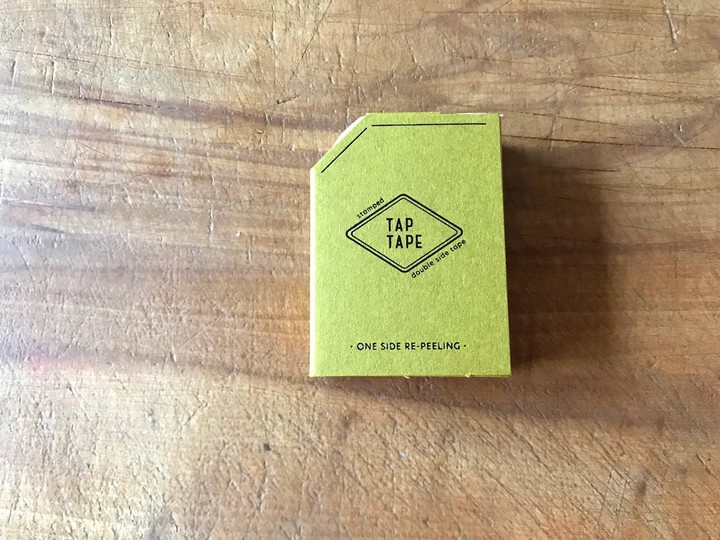 stamped
TAP
TAPE
double side tape
· ONE SIDE RE-PEELING ·